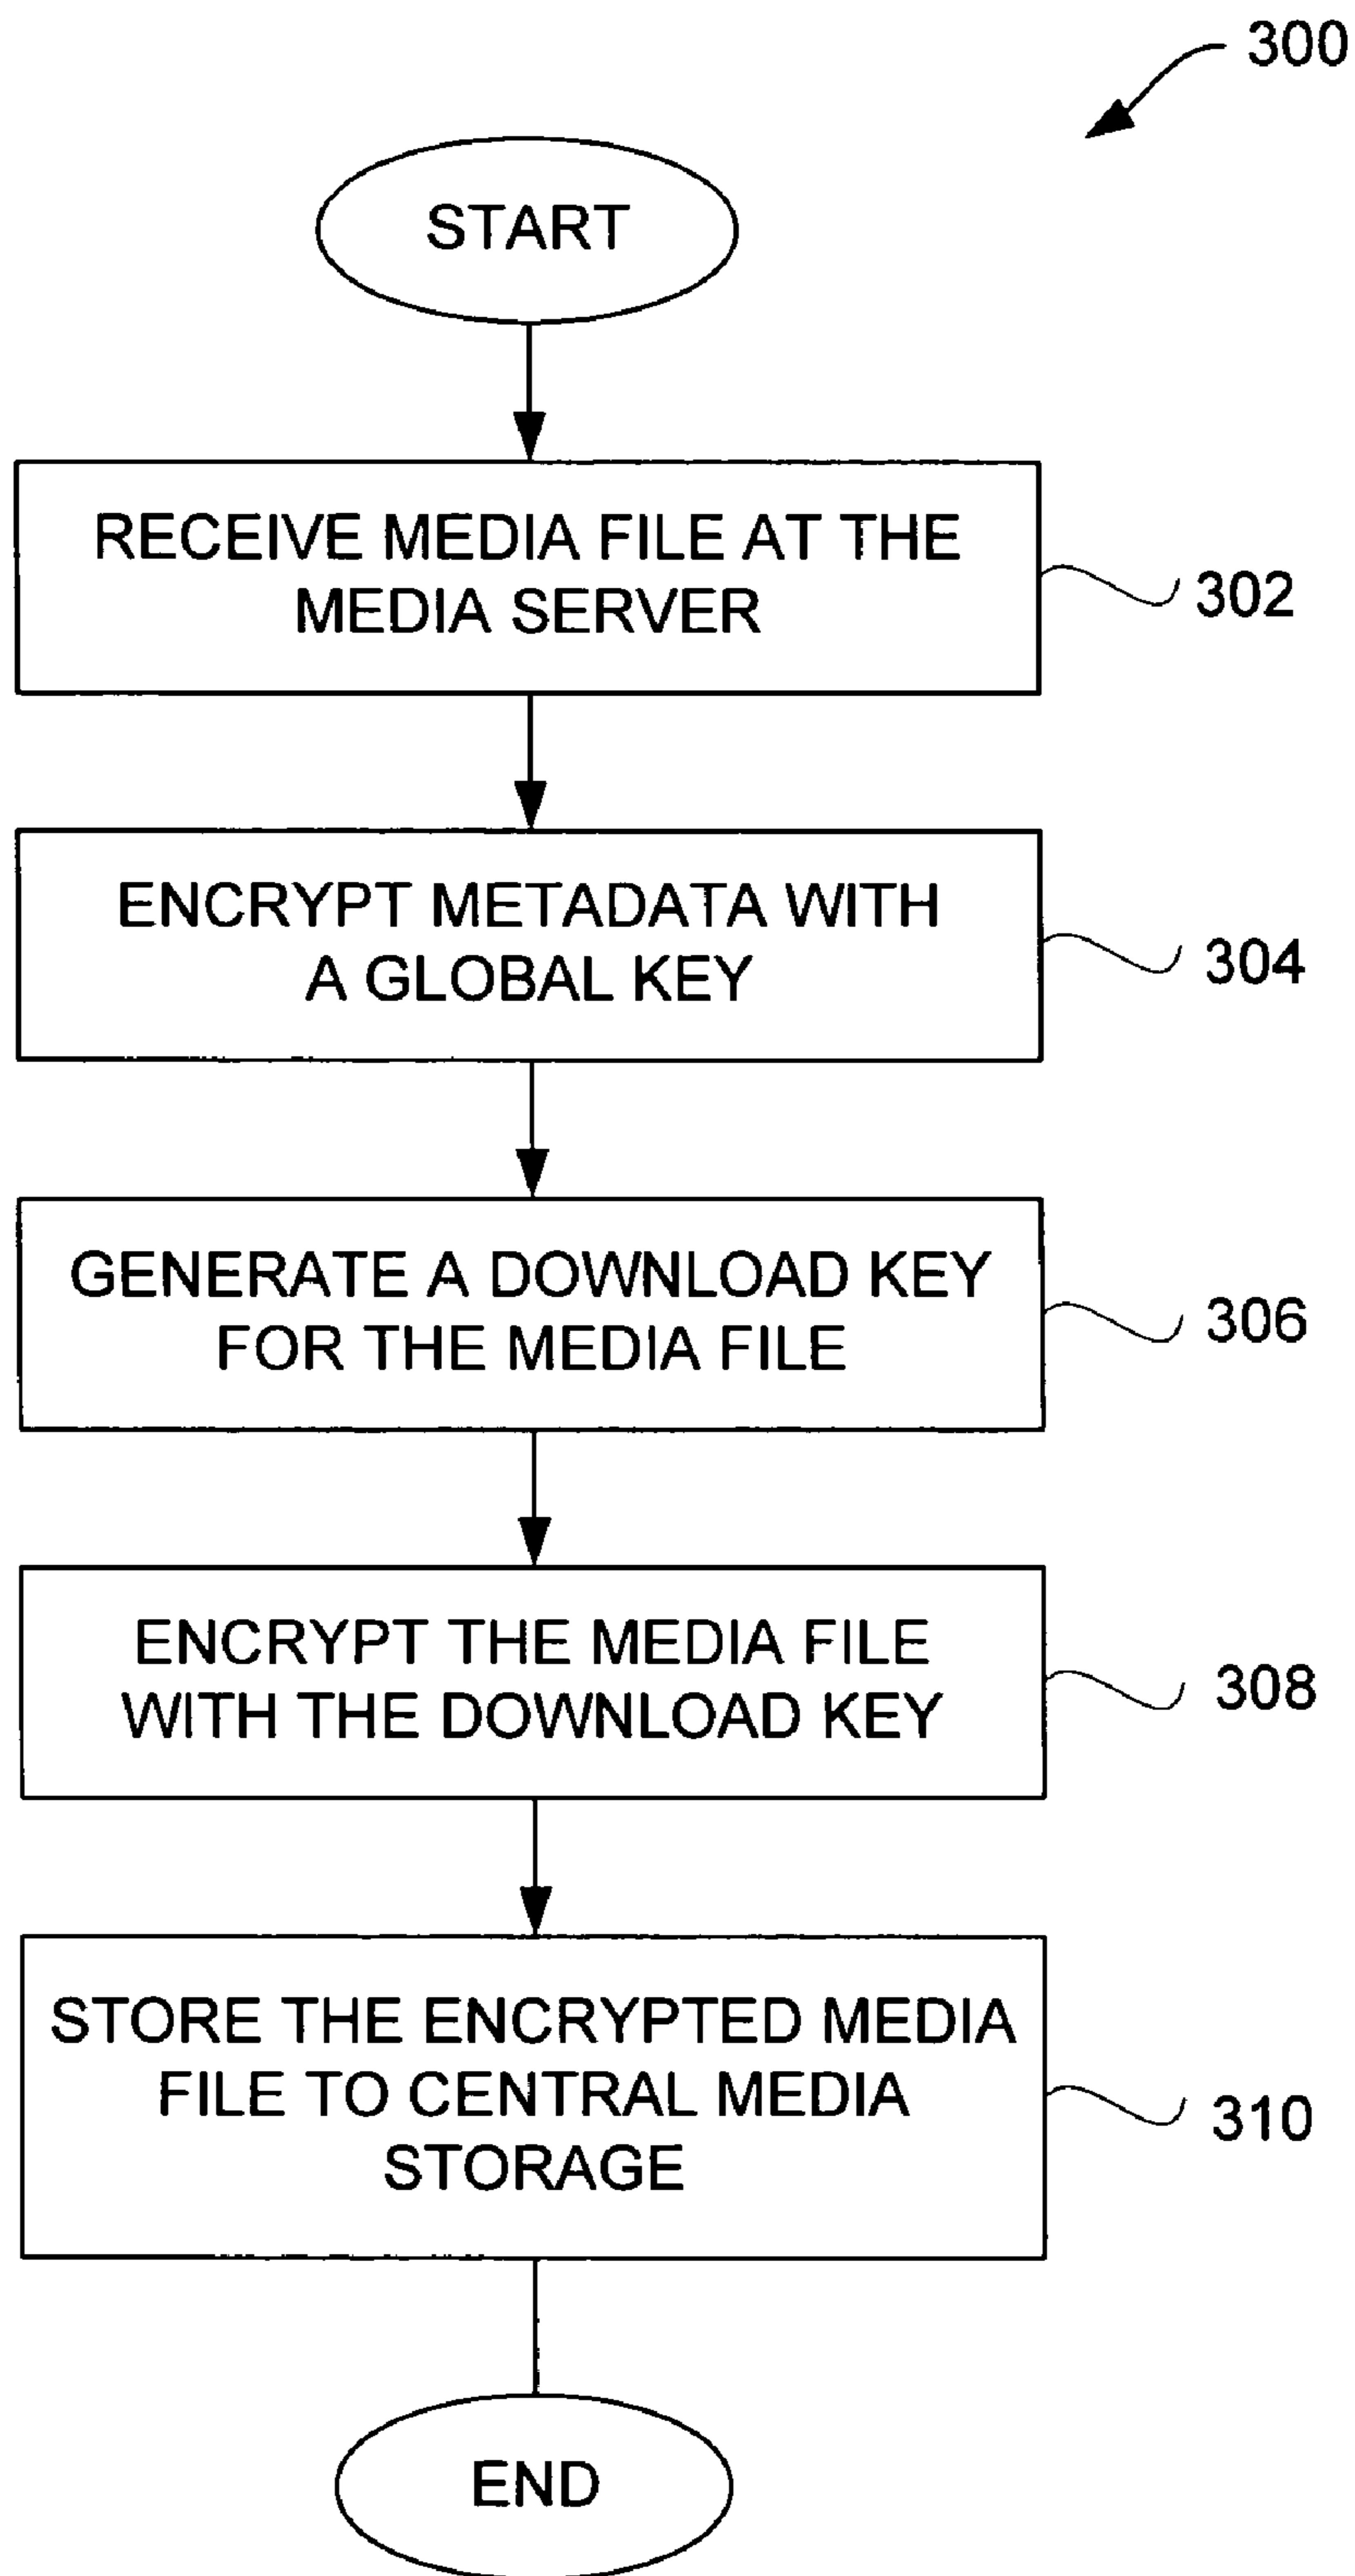 300
START
RECEIVE MEDIA FILE AT THE
MEDIA SERVER
302
ENCRYPT METADATA WITH
A GLOBAL KEY
304
GENERATE A DOWNLOAD KEY
FOR THE MEDIA FILE
306
ENCRYPT THE MEDIA FILE
WITH THE DOWNLOAD KEY
308
STORE THE ENCRYPTED MEDIA
FILE TO CENTRAL MEDIA
STORAGE
310
END